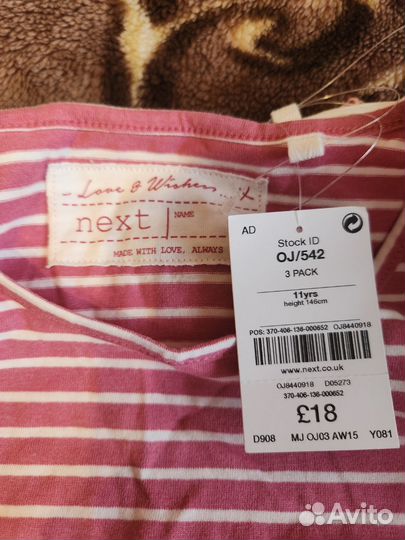 Love & Wishes x
next NAME
MADE WITH LOVE, ALWAYS
AD
Stock ID
OJ/542
3 PACK
11yrs
height 146cm
POS: 370-406-136-000652 OJ8440918
www.next.co.uk
OJ8440918 D05273
370-406-136-000652
£18
D908 MJ OJ03 AW15 Y081
Avito